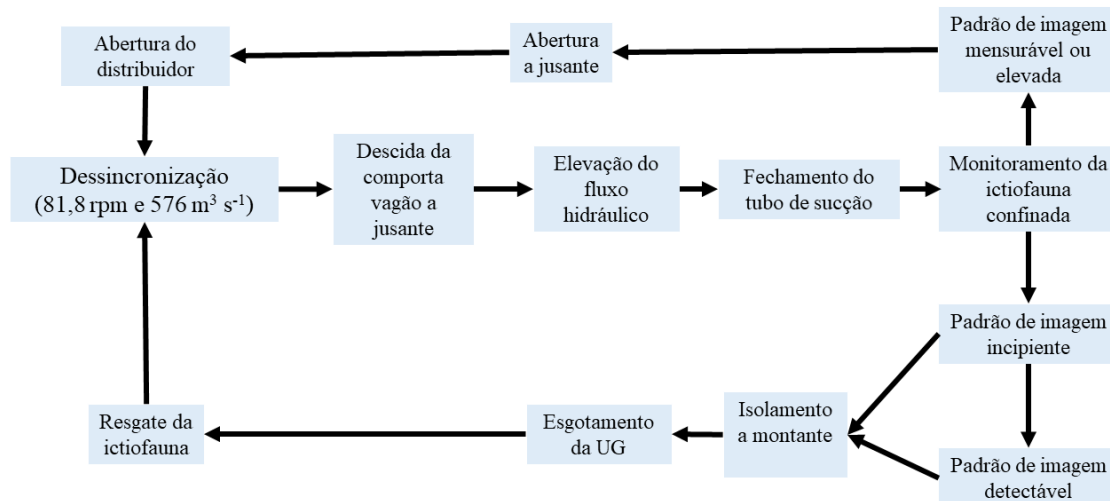 Abertura do
distribuidor
Abertura
a jusante
Padrão de imagem
mensurável ou
elevada
Dessincronização
(81,8 rpm e 576 m³ s⁻¹)
Descida da
comporta
vagão a
jusante
Elevação do
fluxo
hidráulico
Fechamento do
tubo de sucção
Monitoramento da
ictiofauna
confinada
Padrão de imagem
incipiente
Resgate da
ictiofauna
Esgotamento
da UG
Isolamento
a montante
Padrão de imagem
detectável